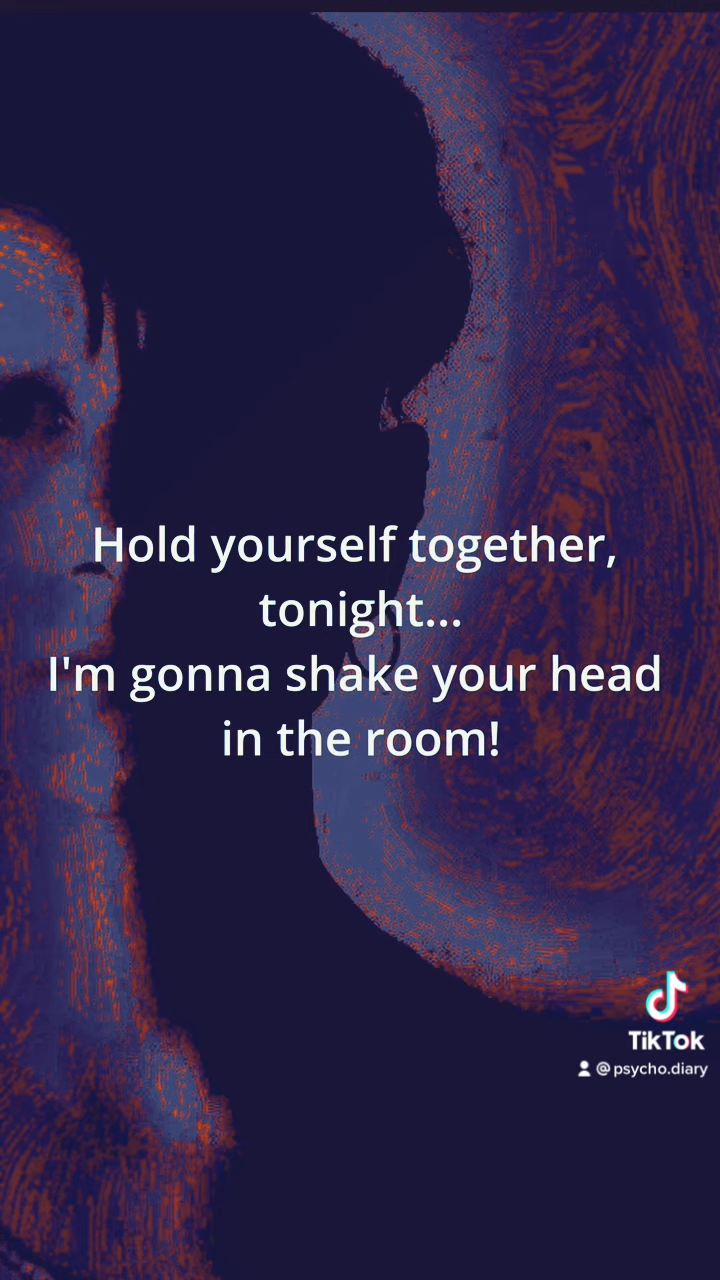 Hold yourself together,
tonight...
I'm gonna shake your head
in the room!
TikTok
@psycho.diary